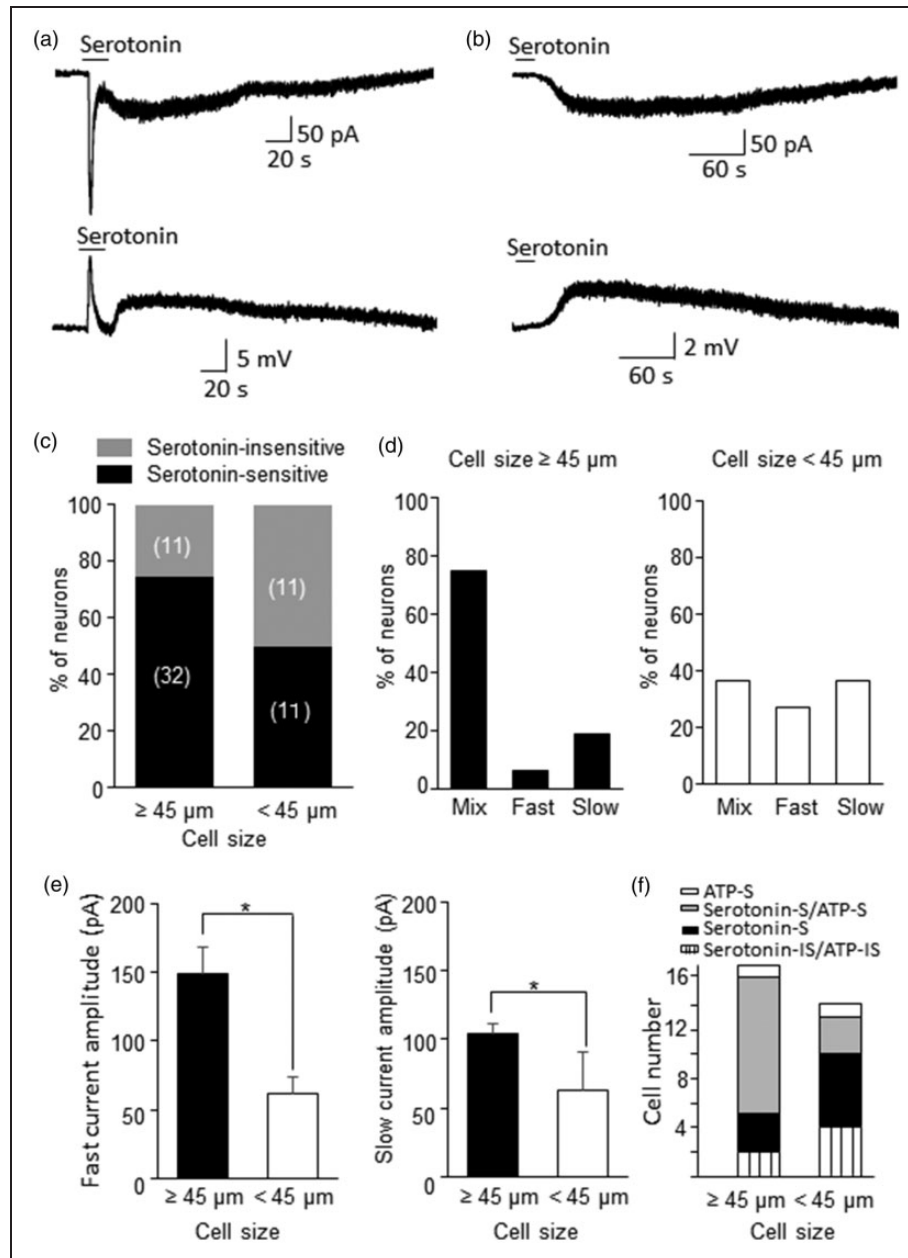 (a)
Serotonin
50 pA
20 s
Serotonin
5 mV
20 s
(b)
Serotonin
50 pA
60 s
Serotonin
2 mV
60 s
(c)
Serotonin-insensitive
Serotonin-sensitive
% of neurons
100
80
60
40
20
0
(11)
(32)
(11)
(11)
≥ 45 µm
< 45 µm
Cell size
(d)
Cell size ≥ 45 µm
% of neurons
100
80
60
40
20
0
Mix
Fast
Slow
Cell size < 45 µm
% of neurons
100
80
60
40
20
0
Mix
Fast
Slow
(e)
Fast current amplitude (pA)
200
150
100
50
0
*
≥ 45 µm
< 45 µm
Cell size
Slow current amplitude (pA)
200
150
100
50
0
*
≥ 45 µm
< 45 µm
Cell size
(f)
ATP-S
Serotonin-S/ATP-S
Serotonin-S
Serotonin-IS/ATP-IS
Cell number
16
12
8
4
≥ 45 µm
< 45 µm
Cell size